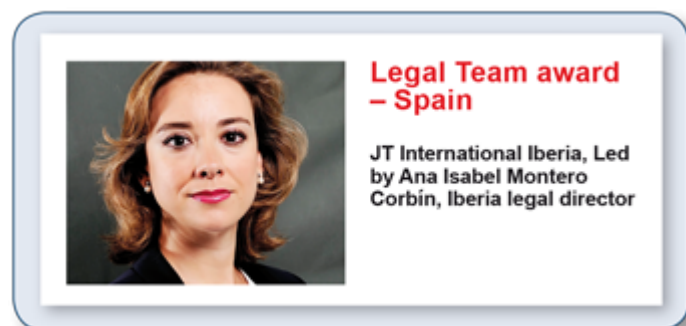 Legal Team award
– Spain
JT International Iberia, Led
by Ana Isabel Montero
Corbín, Iberia legal director